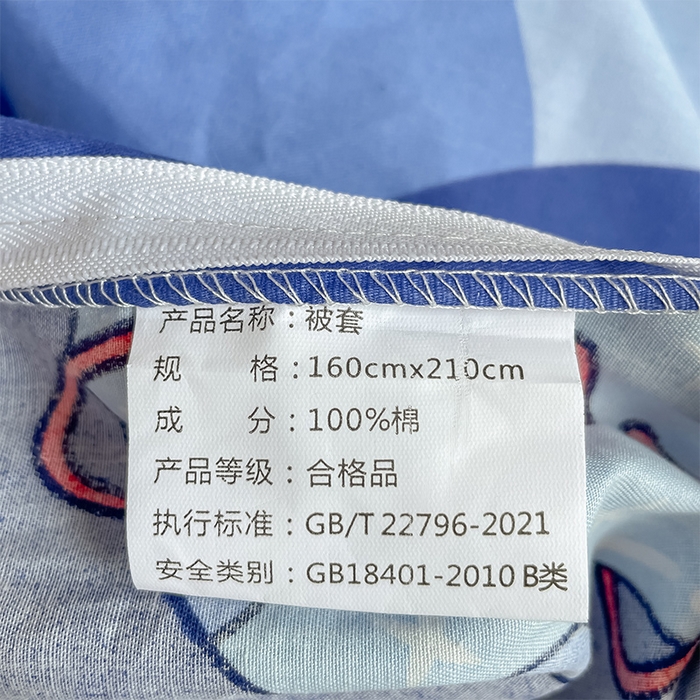 产品名称：被套
规 格：160cmx210cm
成 分：100%棉
产品等级：合格品
执行标准：GB/T 22796-2021
安全类别：GB18401-2010 B类